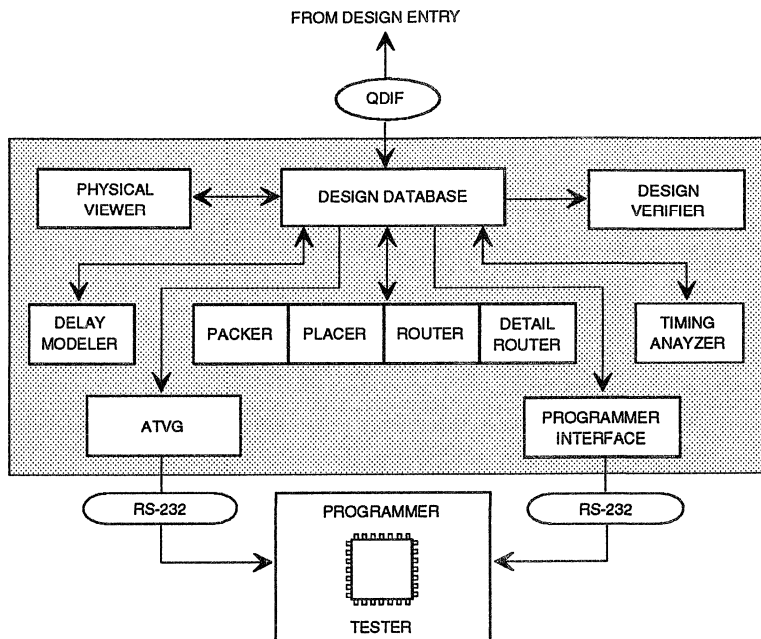 FROM DESIGN ENTRY
QDIF
PHYSICAL
VIEWER
DESIGN DATABASE
DESIGN
VERIFIER
DELAY
MODELER
PACKER
PLACER
ROUTER
DETAIL
ROUTER
TIMING
ANAYZER
ATVG
PROGRAMMER
INTERFACE
RS-232
PROGRAMMER
RS-232
TESTER